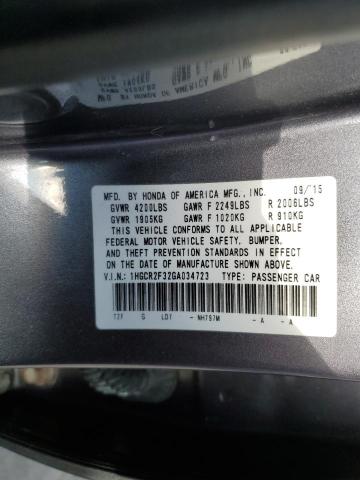 MFD. BY HONDA OF AMERICA MFG., INC. 09/15
GVWR 4200LBS GAWR F 2249LBS R 2006LBS
GVWR 1905KG GAWR F 1020KG R 910KG
THIS VEHICLE CONFORMS TO ALL APPLICABLE
FEDERAL MOTOR VEHICLE SAFETY, BUMPER,
AND THEFT PREVENTION STANDARDS IN EFFECT
ON THE DATE OF MANUFACTURE SHOWN ABOVE.
V.I.N.: 1HGCR2F32GA034723 TYPE: PASSENGER CAR
T2F G LDY - NH797M - A - A